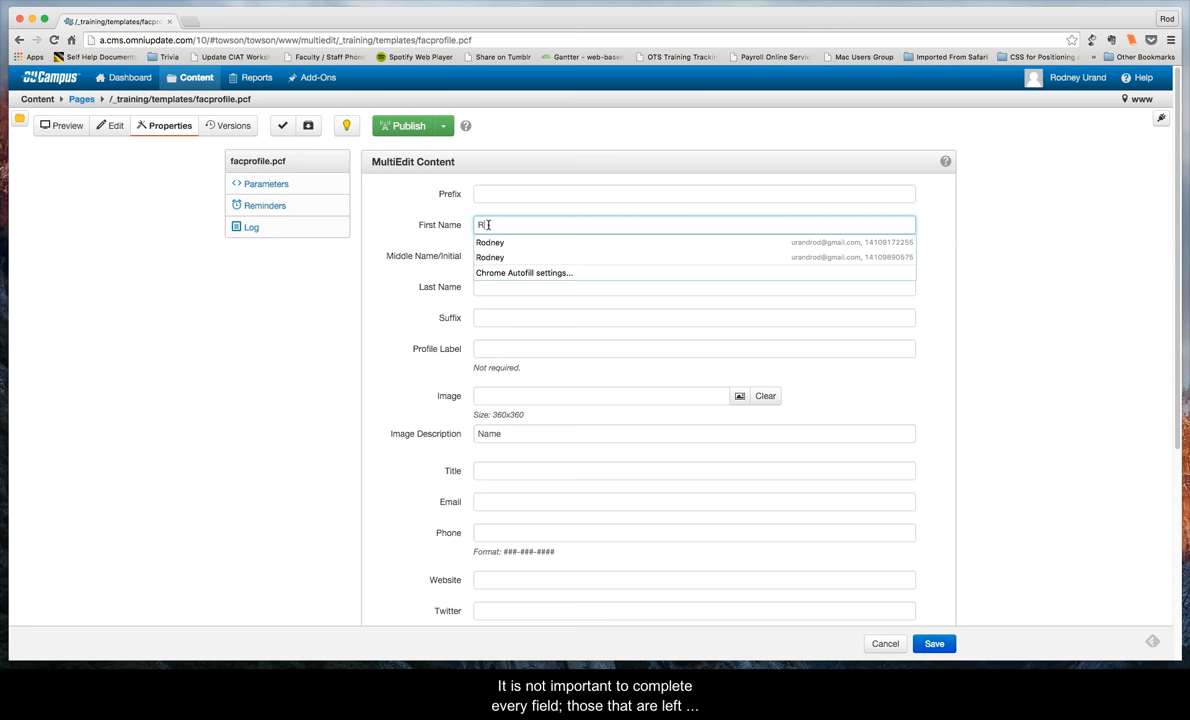 /_training/templates/facpro
Rod
a.cms.omniupdate.com/10/#towson/towson/www/multiedit/_training/templates/facprofile.pcf
Apps Self Help Documents Trivia Update CIAT Worksh Faculty / Staff Phone Spotify Web Player Share on Tumblr Gantter - web-based OTS Training Trackin Payroll Online Servic Mac Users Group Imported From Safari CSS for Positioning » Other Bookmarks
OU Campus Dashboard Content Reports Add-Ons Rodney Urand Help
Content Pages /_training/templates/facprofile.pcf www
Preview Edit Properties Versions Publish
facprofile.pcf
Parameters
Reminders
Log
MultiEdit Content
Prefix
First Name R
Rodney urandrod@gmail.com, 14109172255
Rodney urandrod@gmail.com, 14109890575
Chrome Autofill settings...
Middle Name/Initial
Last Name
Suffix
Profile Label
Not required.
Image Clear
Size: 360x360
Image Description Name
Title
Email
Phone
Format: ###-###-####
Website
Twitter
Cancel Save
It is not important to complete
every field; those that are left ...